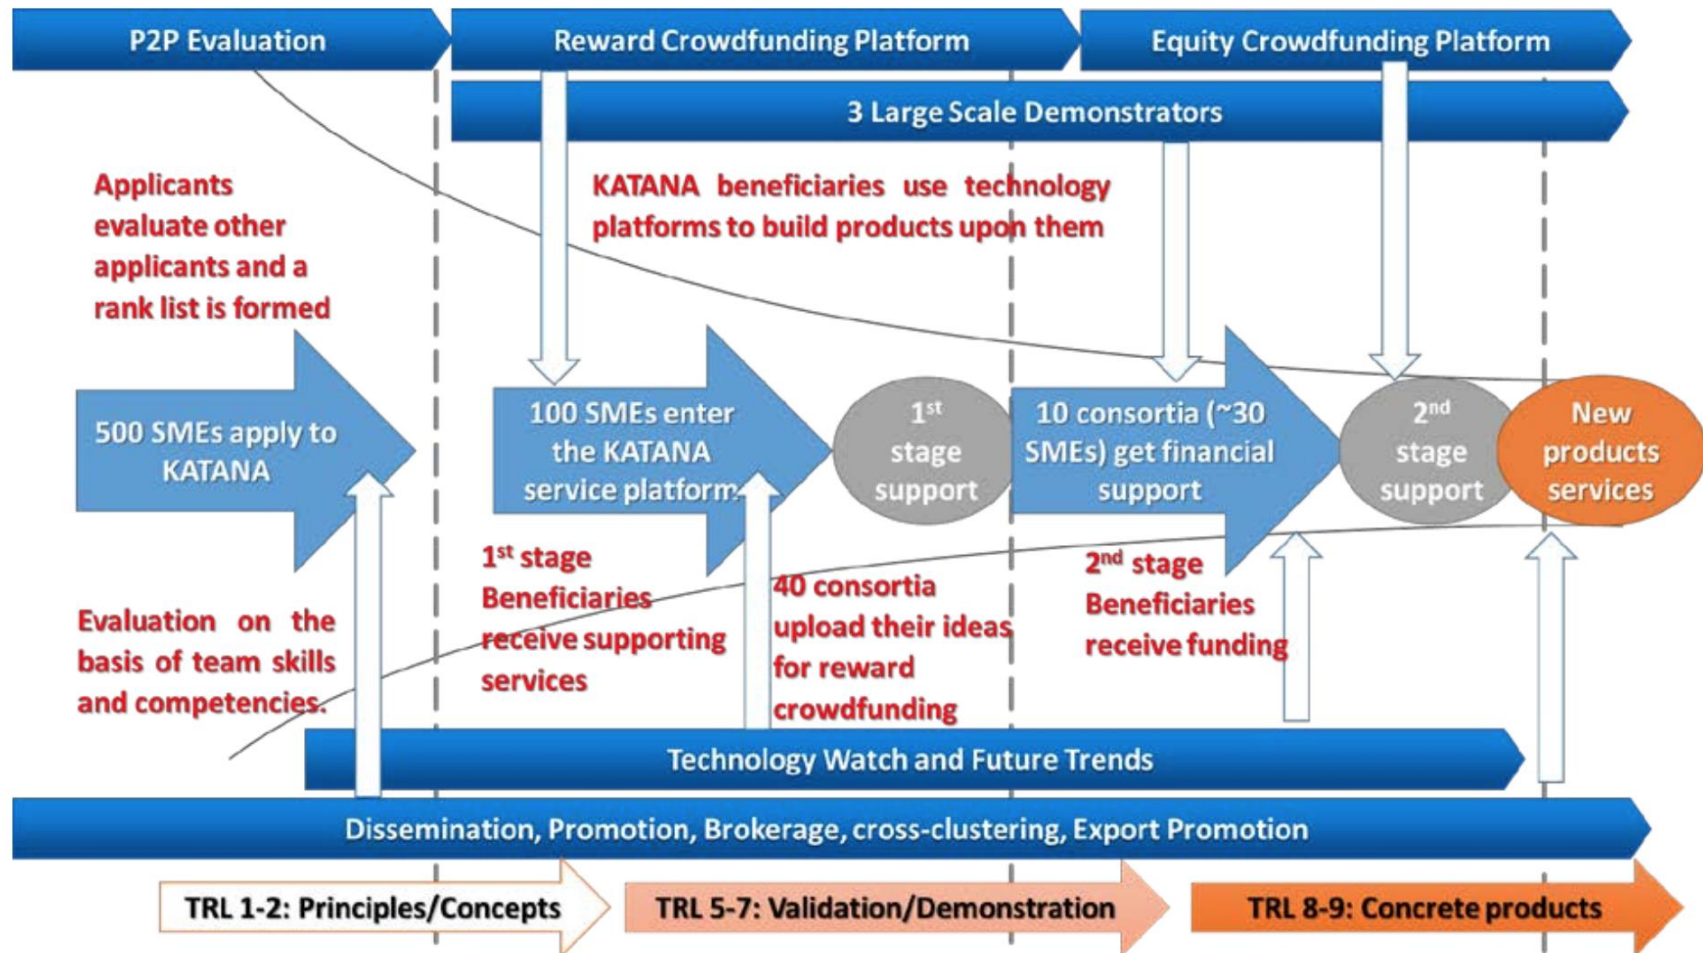 P2P Evaluation
Reward Crowdfunding Platform
Equity Crowdfunding Platform
3 Large Scale Demonstrators
Applicants
evaluate other
applicants and a
rank list is formed
KATANA beneficiaries use technology
platforms to build products upon them
500 SMEs apply to
KATANA
100 SMEs enter
the KATANA
service platform
1st
stage
support
10 consortia (~30
SMEs) get financial
support
2nd
stage
support
New
products
services
Evaluation on the
basis of team skills
and competencies.
1st stage
Beneficiaries
receive supporting
services
40 consortia
upload their ideas
for reward
crowdfunding
2nd stage
Beneficiaries
receive funding
Technology Watch and Future Trends
Dissemination, Promotion, Brokerage, cross-clustering, Export Promotion
TRL 1-2: Principles/Concepts
TRL 5-7: Validation/Demonstration
TRL 8-9: Concrete products